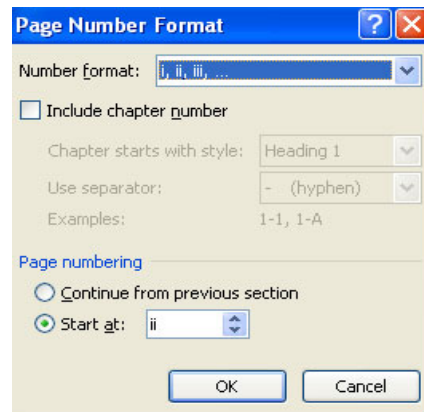 Page Number Format
Number format: i, ii, iii, ...
Include chapter number
Chapter starts with style: Heading 1
Use separator: - (hyphen)
Examples: 1-1, 1-A
Page numbering
Continue from previous section
Start at: ii
OK Cancel